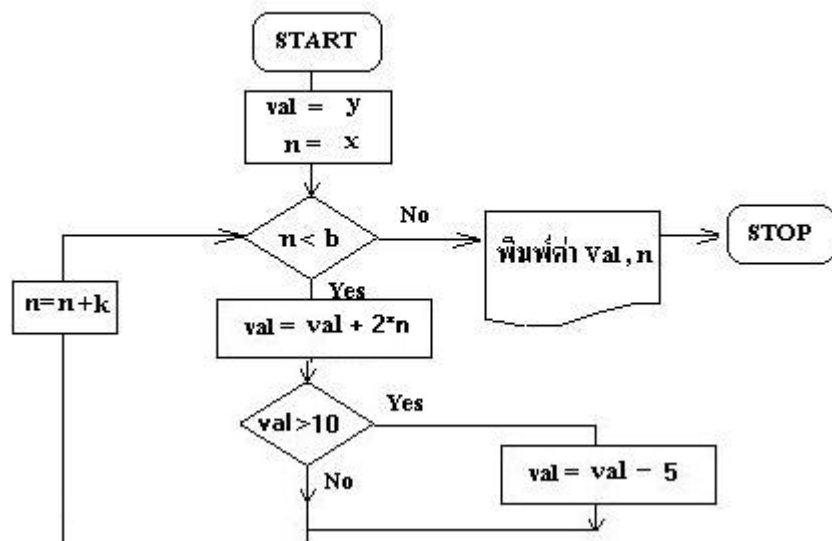 START
val = y
n = x
n < b
No
พิมพ์ค่า Val , n
STOP
n=n+k
Yes
val = val + 2*n
val>10
Yes
val = val - 5
No